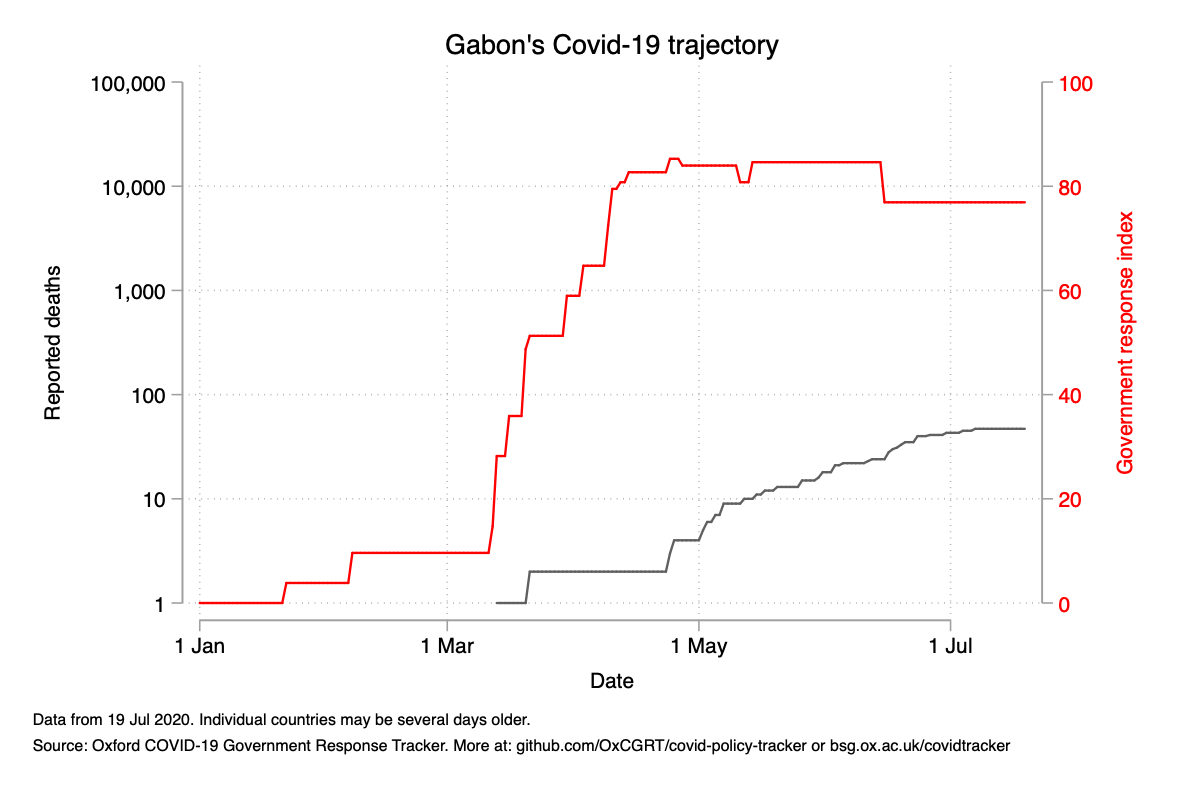 Gabon's Covid-19 trajectory
100,000
10,000
1,000
100
10
1
Reported deaths
100
80
60
40
20
0
Government response index
1 Jan
1 Mar
1 May
1 Jul
Date
Data from 19 Jul 2020. Individual countries may be several days older.
Source: Oxford COVID-19 Government Response Tracker. More at: github.com/OxCGRT/covid-policy-tracker or bsg.ox.ac.uk/covidtracker